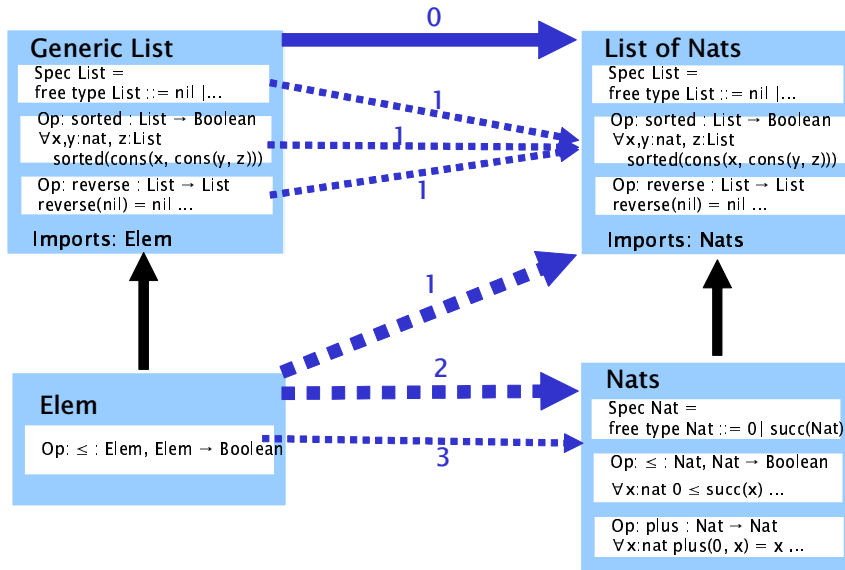 0
Generic List
Spec List =
free type List ::= nil |...
Op: sorted : List → Boolean
∀x,y:nat, z:List
sorted(cons(x, cons(y, z)))
Op: reverse : List → List
reverse(nil) = nil ...
Imports: Elem
1
1
1
List of Nats
Spec List =
free type List ::= nil |...
Op: sorted : List → Boolean
∀x,y:nat, z:List
sorted(cons(x, cons(y, z)))
Op: reverse : List → List
reverse(nil) = nil ...
Imports: Nats
1
2
3
Elem
Op: ≤ : Elem, Elem → Boolean
Nats
Spec Nat =
free type Nat ::= 0| succ(Nat)
Op: ≤ : Nat, Nat → Boolean
∀x:nat 0 ≤ succ(x) ...
Op: plus : Nat → Nat
∀x:nat plus(0, x) = x ...